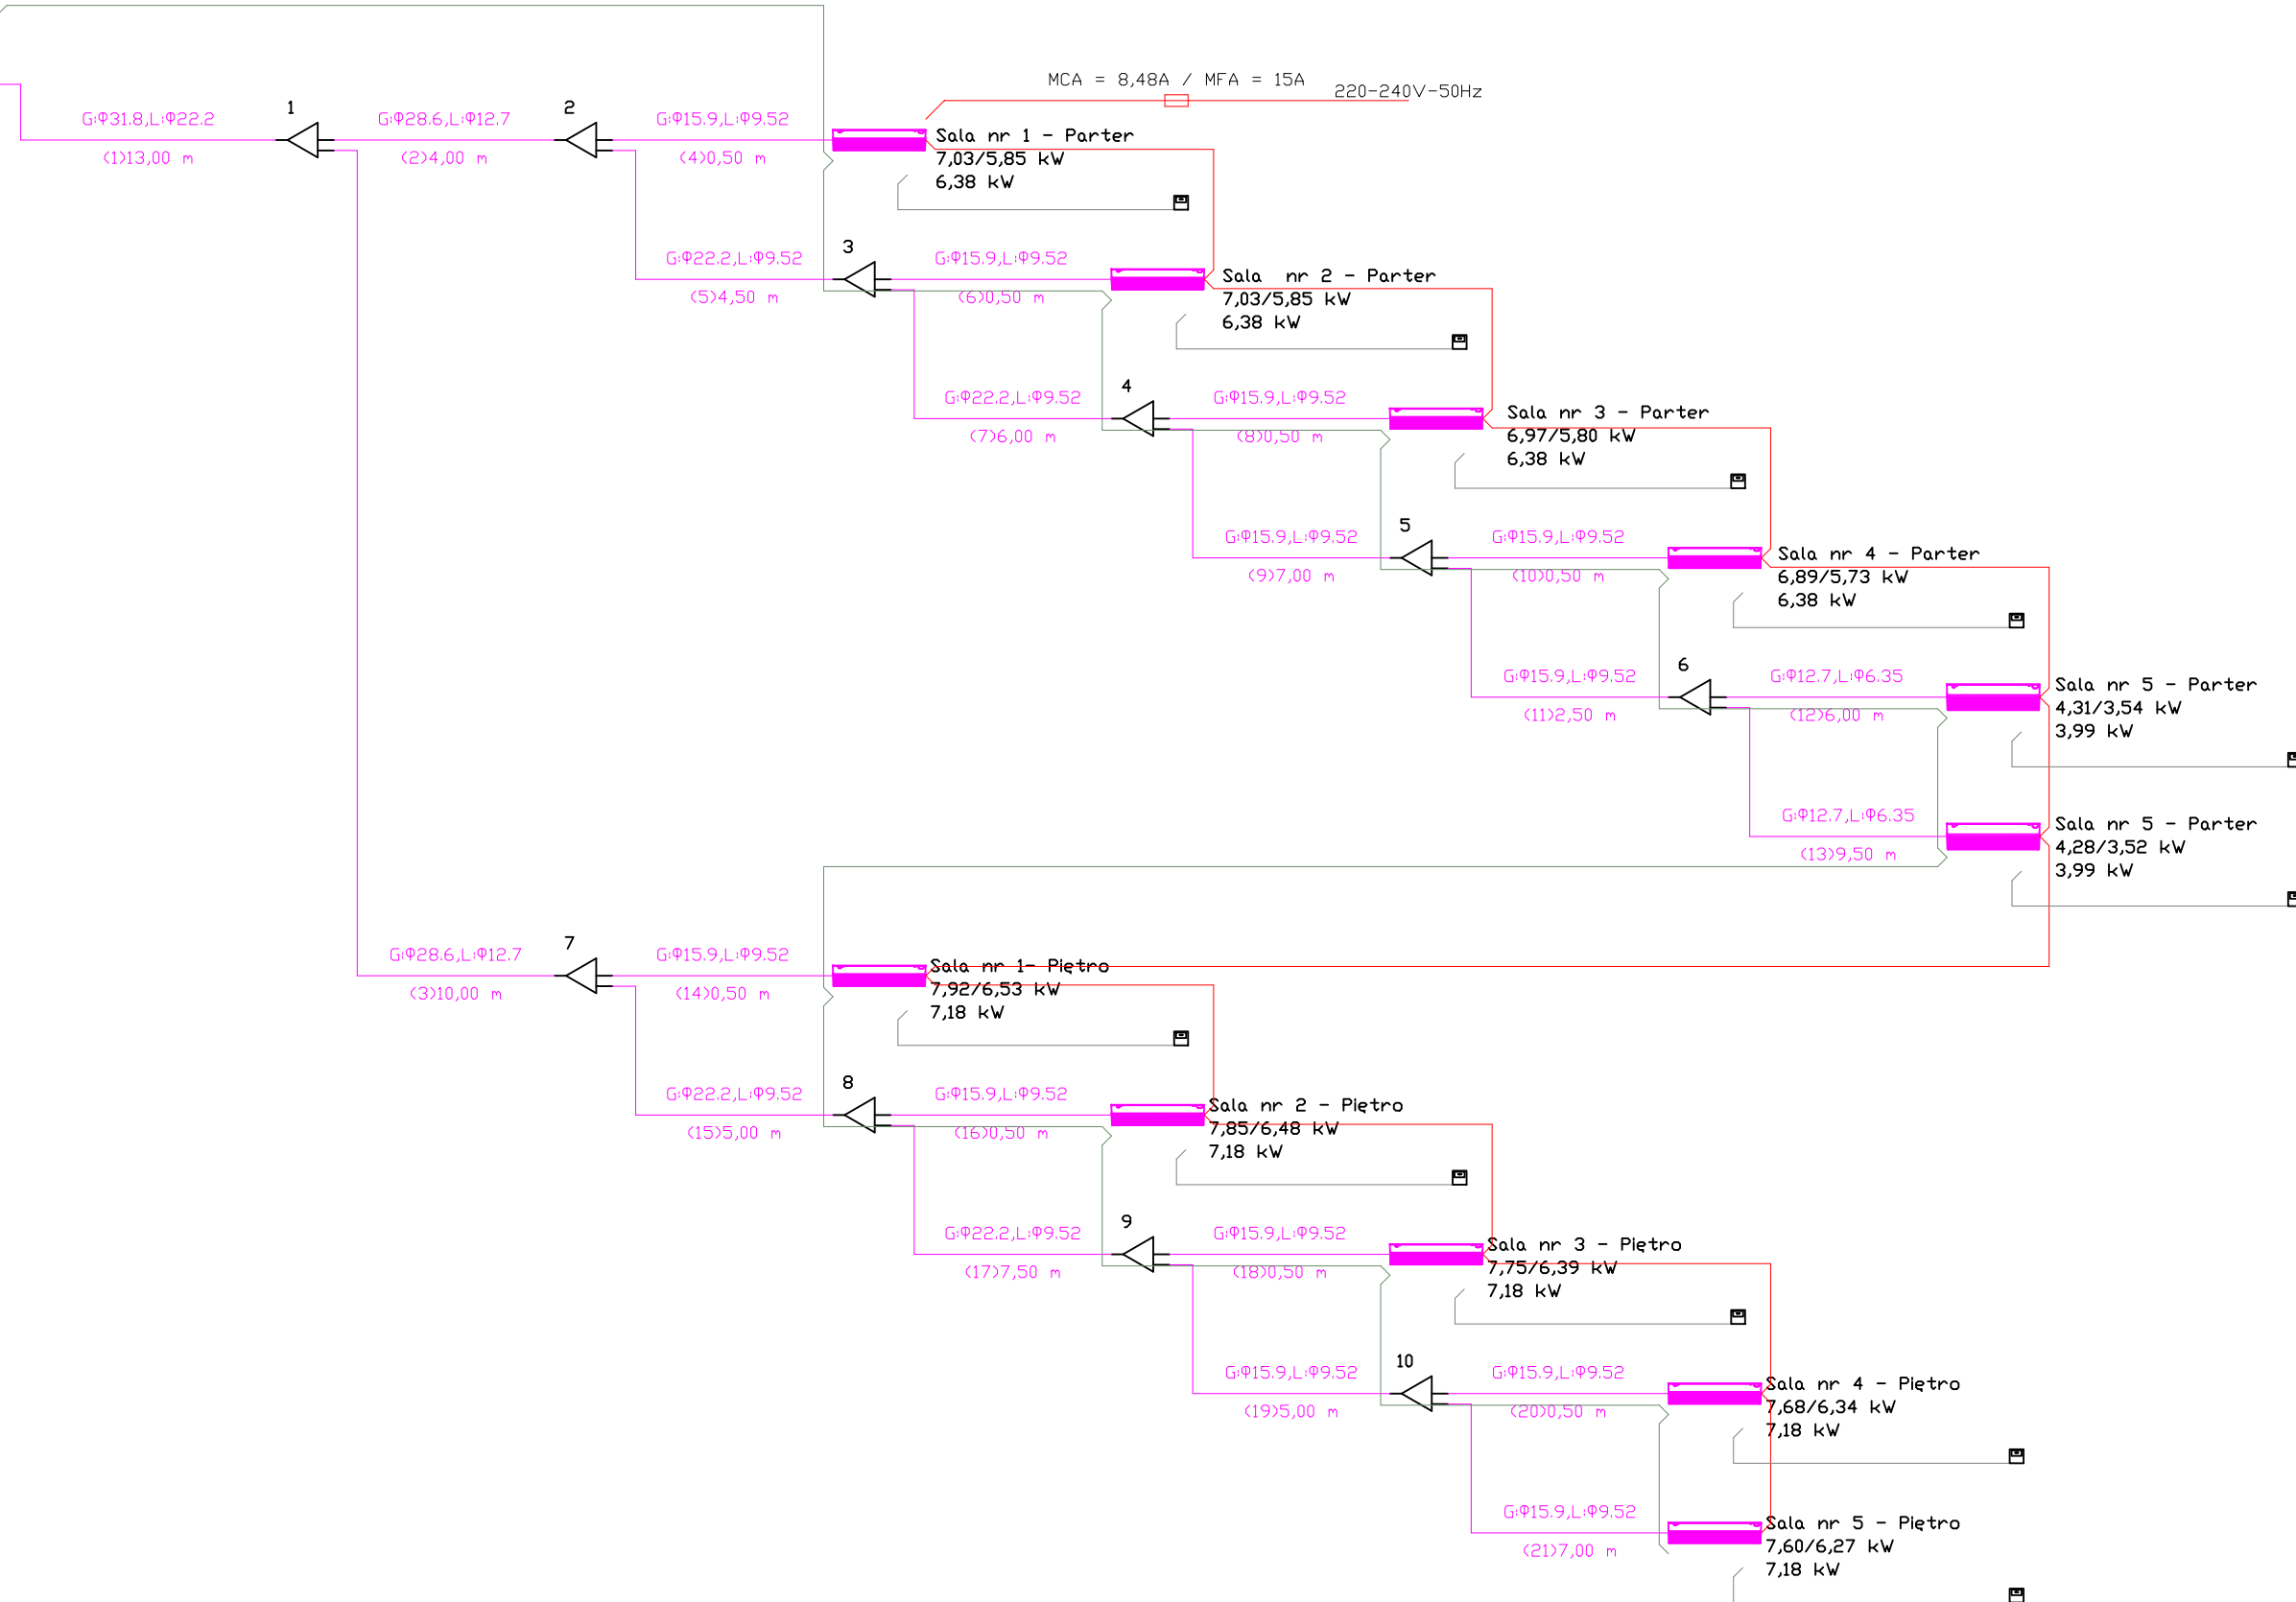 MCA = 8,48A / MFA = 15A
220-240V-50Hz
1
2
G:Φ31.8,L:Φ22.2
G:Φ28.6,L:Φ12.7
G:Φ15.9,L:Φ9.52
(1)13,00 m
(2)4,00 m
(4)0,50 m
Sala nr 1 - Parter
7,03/5,85 kW
6,38 kW
3
G:Φ22.2,L:Φ9.52
G:Φ15.9,L:Φ9.52
(5)4,50 m
(6)0,50 m
Sala nr 2 - Parter
7,03/5,85 kW
6,38 kW
4
G:Φ22.2,L:Φ9.52
G:Φ15.9,L:Φ9.52
(7)6,00 m
(8)0,50 m
Sala nr 3 - Parter
6,97/5,80 kW
6,38 kW
5
G:Φ15.9,L:Φ9.52
G:Φ15.9,L:Φ9.52
(9)7,00 m
(10)0,50 m
Sala nr 4 - Parter
6,89/5,73 kW
6,38 kW
6
G:Φ15.9,L:Φ9.52
G:Φ12.7,L:Φ6.35
(11)2,50 m
(12)6,00 m
Sala nr 5 - Parter
4,31/3,54 kW
3,99 kW
G:Φ12.7,L:Φ6.35
(13)9,50 m
Sala nr 5 - Parter
4,28/3,52 kW
3,99 kW
7
G:Φ28.6,L:Φ12.7
G:Φ15.9,L:Φ9.52
(3)10,00 m
(14)0,50 m
Sala nr 1- Piętro
7,92/6,53 kW
7,18 kW
8
G:Φ22.2,L:Φ9.52
G:Φ15.9,L:Φ9.52
(15)5,00 m
(16)0,50 m
Sala nr 2 - Piętro
7,85/6,48 kW
7,18 kW
9
G:Φ22.2,L:Φ9.52
G:Φ15.9,L:Φ9.52
(17)7,50 m
(18)0,50 m
Sala nr 3 - Piętro
7,75/6,39 kW
7,18 kW
10
G:Φ15.9,L:Φ9.52
G:Φ15.9,L:Φ9.52
(19)5,00 m
(20)0,50 m
Sala nr 4 - Piętro
7,68/6,34 kW
7,18 kW
G:Φ15.9,L:Φ9.52
(21)7,00 m
Sala nr 5 - Piętro
7,60/6,27 kW
7,18 kW